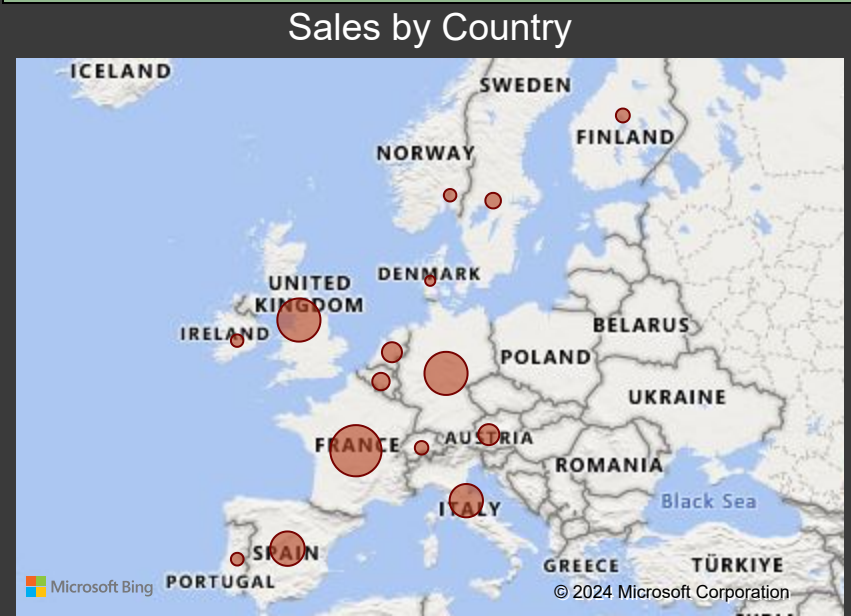 Sales by Country
ICELAND
SWEDEN
FINLAND
NORWAY
DENMARK
UNITED
KINGDOM
IRELAND
BELARUS
POLAND
UKRAINE
FRANCE
AUSTRIA
ROMANIA
Black Sea
ITALY
SPAIN
PORTUGAL
GREECE
TÜRKIYE
Microsoft Bing
© 2024 Microsoft Corporation